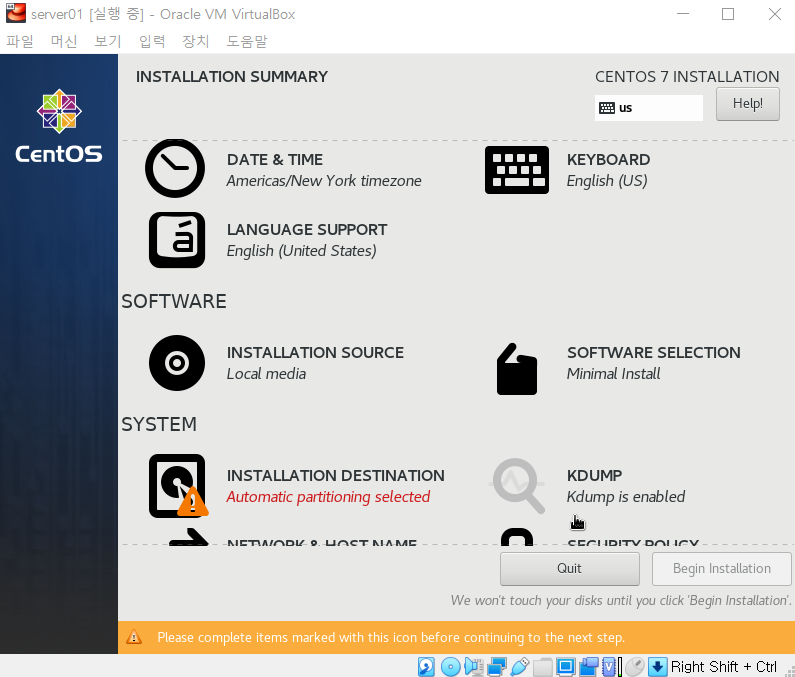 server01 [실행 중] - Oracle VM VirtualBox
파일 머신 보기 입력 장치 도움말
INSTALLATION SUMMARY
CENTOS 7 INSTALLATION
us
Help!
CentOS
DATE & TIME
Americas/New York timezone
KEYBOARD
English (US)
LANGUAGE SUPPORT
English (United States)
SOFTWARE
INSTALLATION SOURCE
Local media
SOFTWARE SELECTION
Minimal Install
SYSTEM
INSTALLATION DESTINATION
Automatic partitioning selected
KDUMP
Kdump is enabled
NETWORK & HOST NAME
SECURITY POLICY
Quit
Begin Installation
We won't touch your disks until you click 'Begin Installation'.
Please complete items marked with this icon before continuing to the next step.
Right Shift + Ctrl